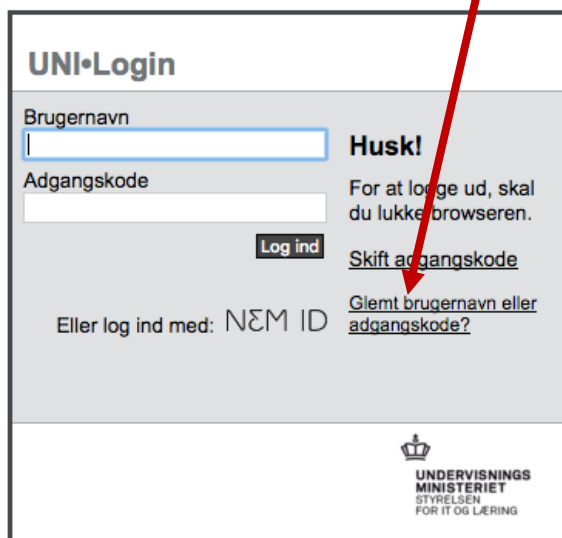 UNI•Login
Brugernavn
Adgangskode
Log ind
Eller log ind med: NEM ID
Husk!
For at logge ud, skal
du lukke browseren.
Skift adgangskode
Glemt brugernavn eller
adgangskode?
UNDERVISNINGS
MINISTERIET
STYRELSEN
FOR IT OG LÆRING